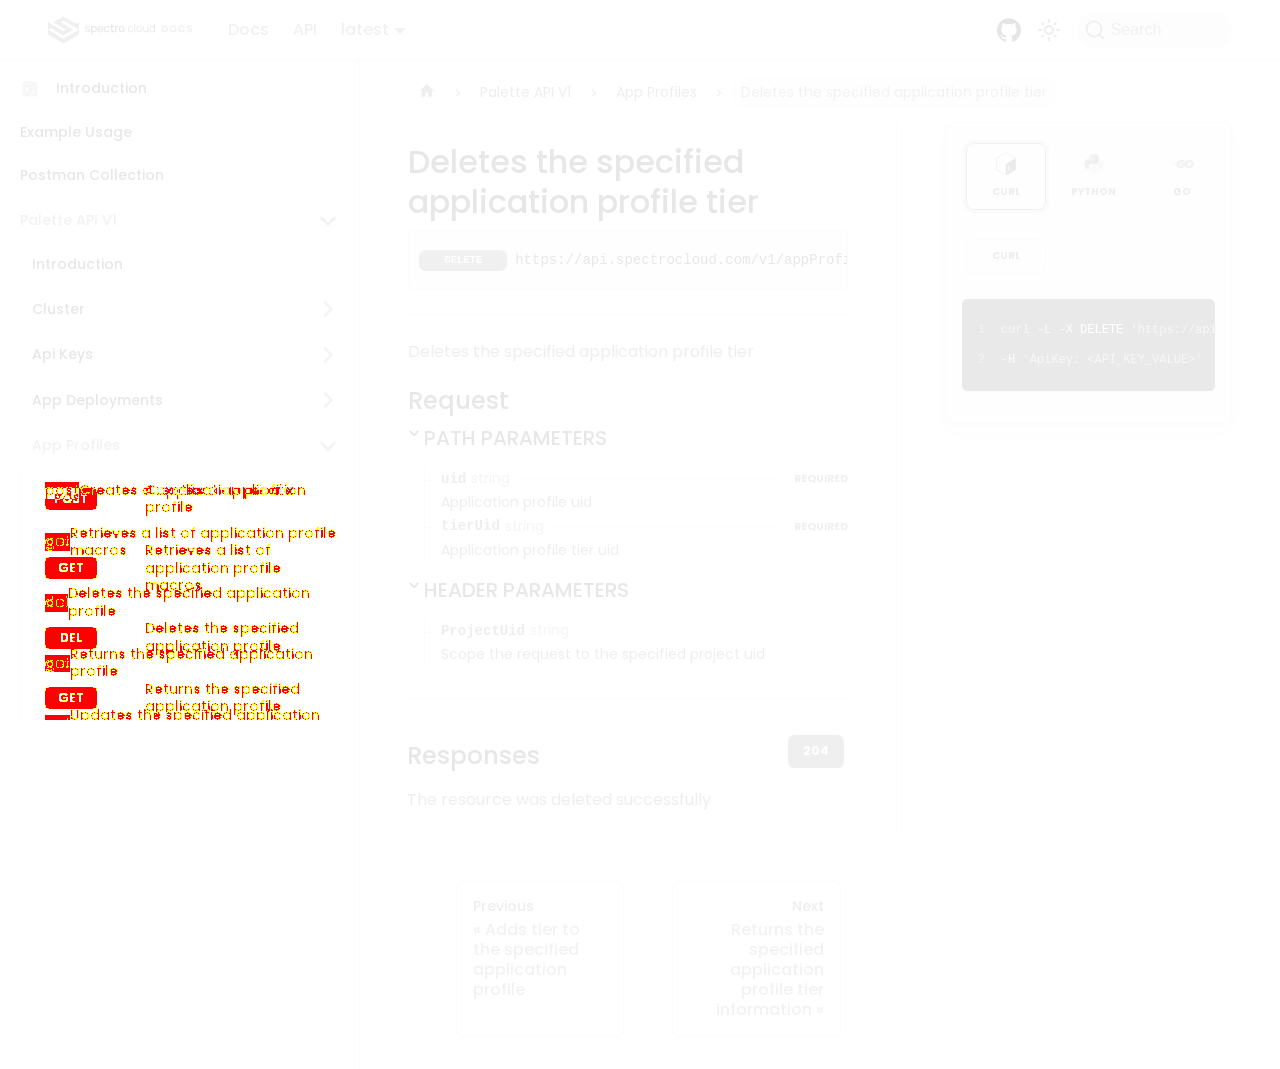 spectro cloud DOCS
Docs API latest
Search
Introduction
Example Usage
Postman Collection
Palette API V1
Introduction
Cluster
Api Keys
App Deployments
App Profiles
POST
profile
Retrieves a list of application profile
macros
GET
Retrieves a list of
application profile
macros
Deletes the specified application
profile
DEL
Deletes the specified
application profile
Returns the specified application
profile
GET
Returns the specified
application profile
Updates the specified application
Palette API V1 > App Profiles > Deletes the specified application profile tier
Deletes the specified
application profile tier
DELETE https://api.spectrocloud.com/v1/appProfi
Deletes the specified application profile tier
Request
PATH PARAMETERS
uid string REQUIRED
Application profile uid
tierUid string REQUIRED
Application profile tier uid
HEADER PARAMETERS
ProjectUid string
Scope the request to the specified project uid
Responses 204
The resource was deleted successfully
Previous
« Adds tier to
the specified
application
profile
Next
Returns the
specified
application
profile tier
information »
CURL PYTHON GO
CURL
1 curl -L -X DELETE 'https://api
2 -H 'ApiKey: <API_KEY_VALUE>'